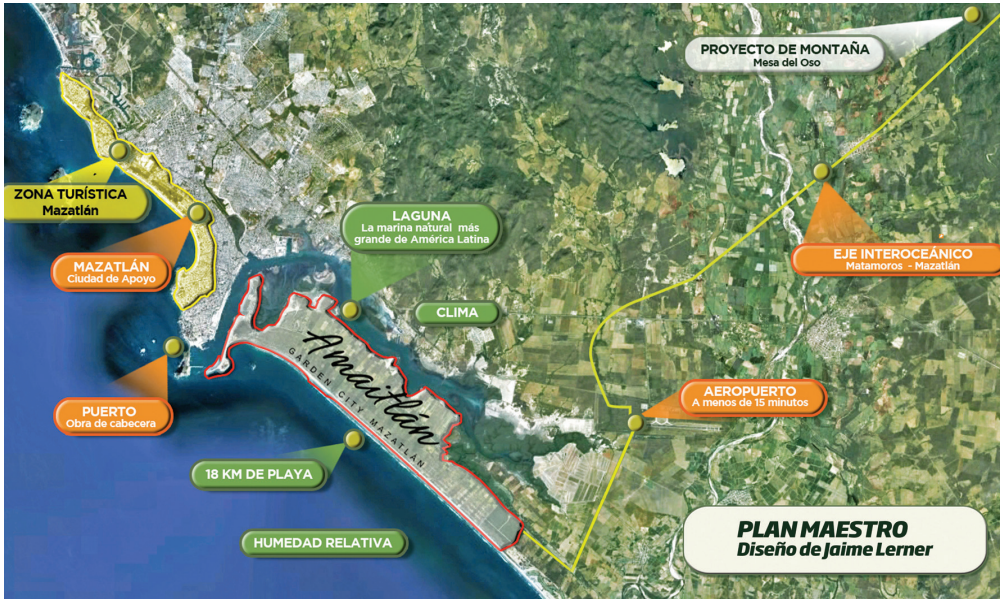 PROYECTO DE MONTAÑA
Mesa del Oso
ZONA TURÍSTICA
Mazatlán
LAGUNA
La marina natural más
grande de América Latina
MAZATLÁN
Ciudad de Apoyo
EJE INTEROCEÁNICO
Matamoros - Mazatlán
CLIMA
Amaitlán
GARDEN CITY MAZATLÁN
PUERTO
Obra de cabecera
AEROPUERTO
A menos de 15 minutos
18 KM DE PLAYA
HUMEDAD RELATIVA
PLAN MAESTRO
Diseño de Jaime Lerner